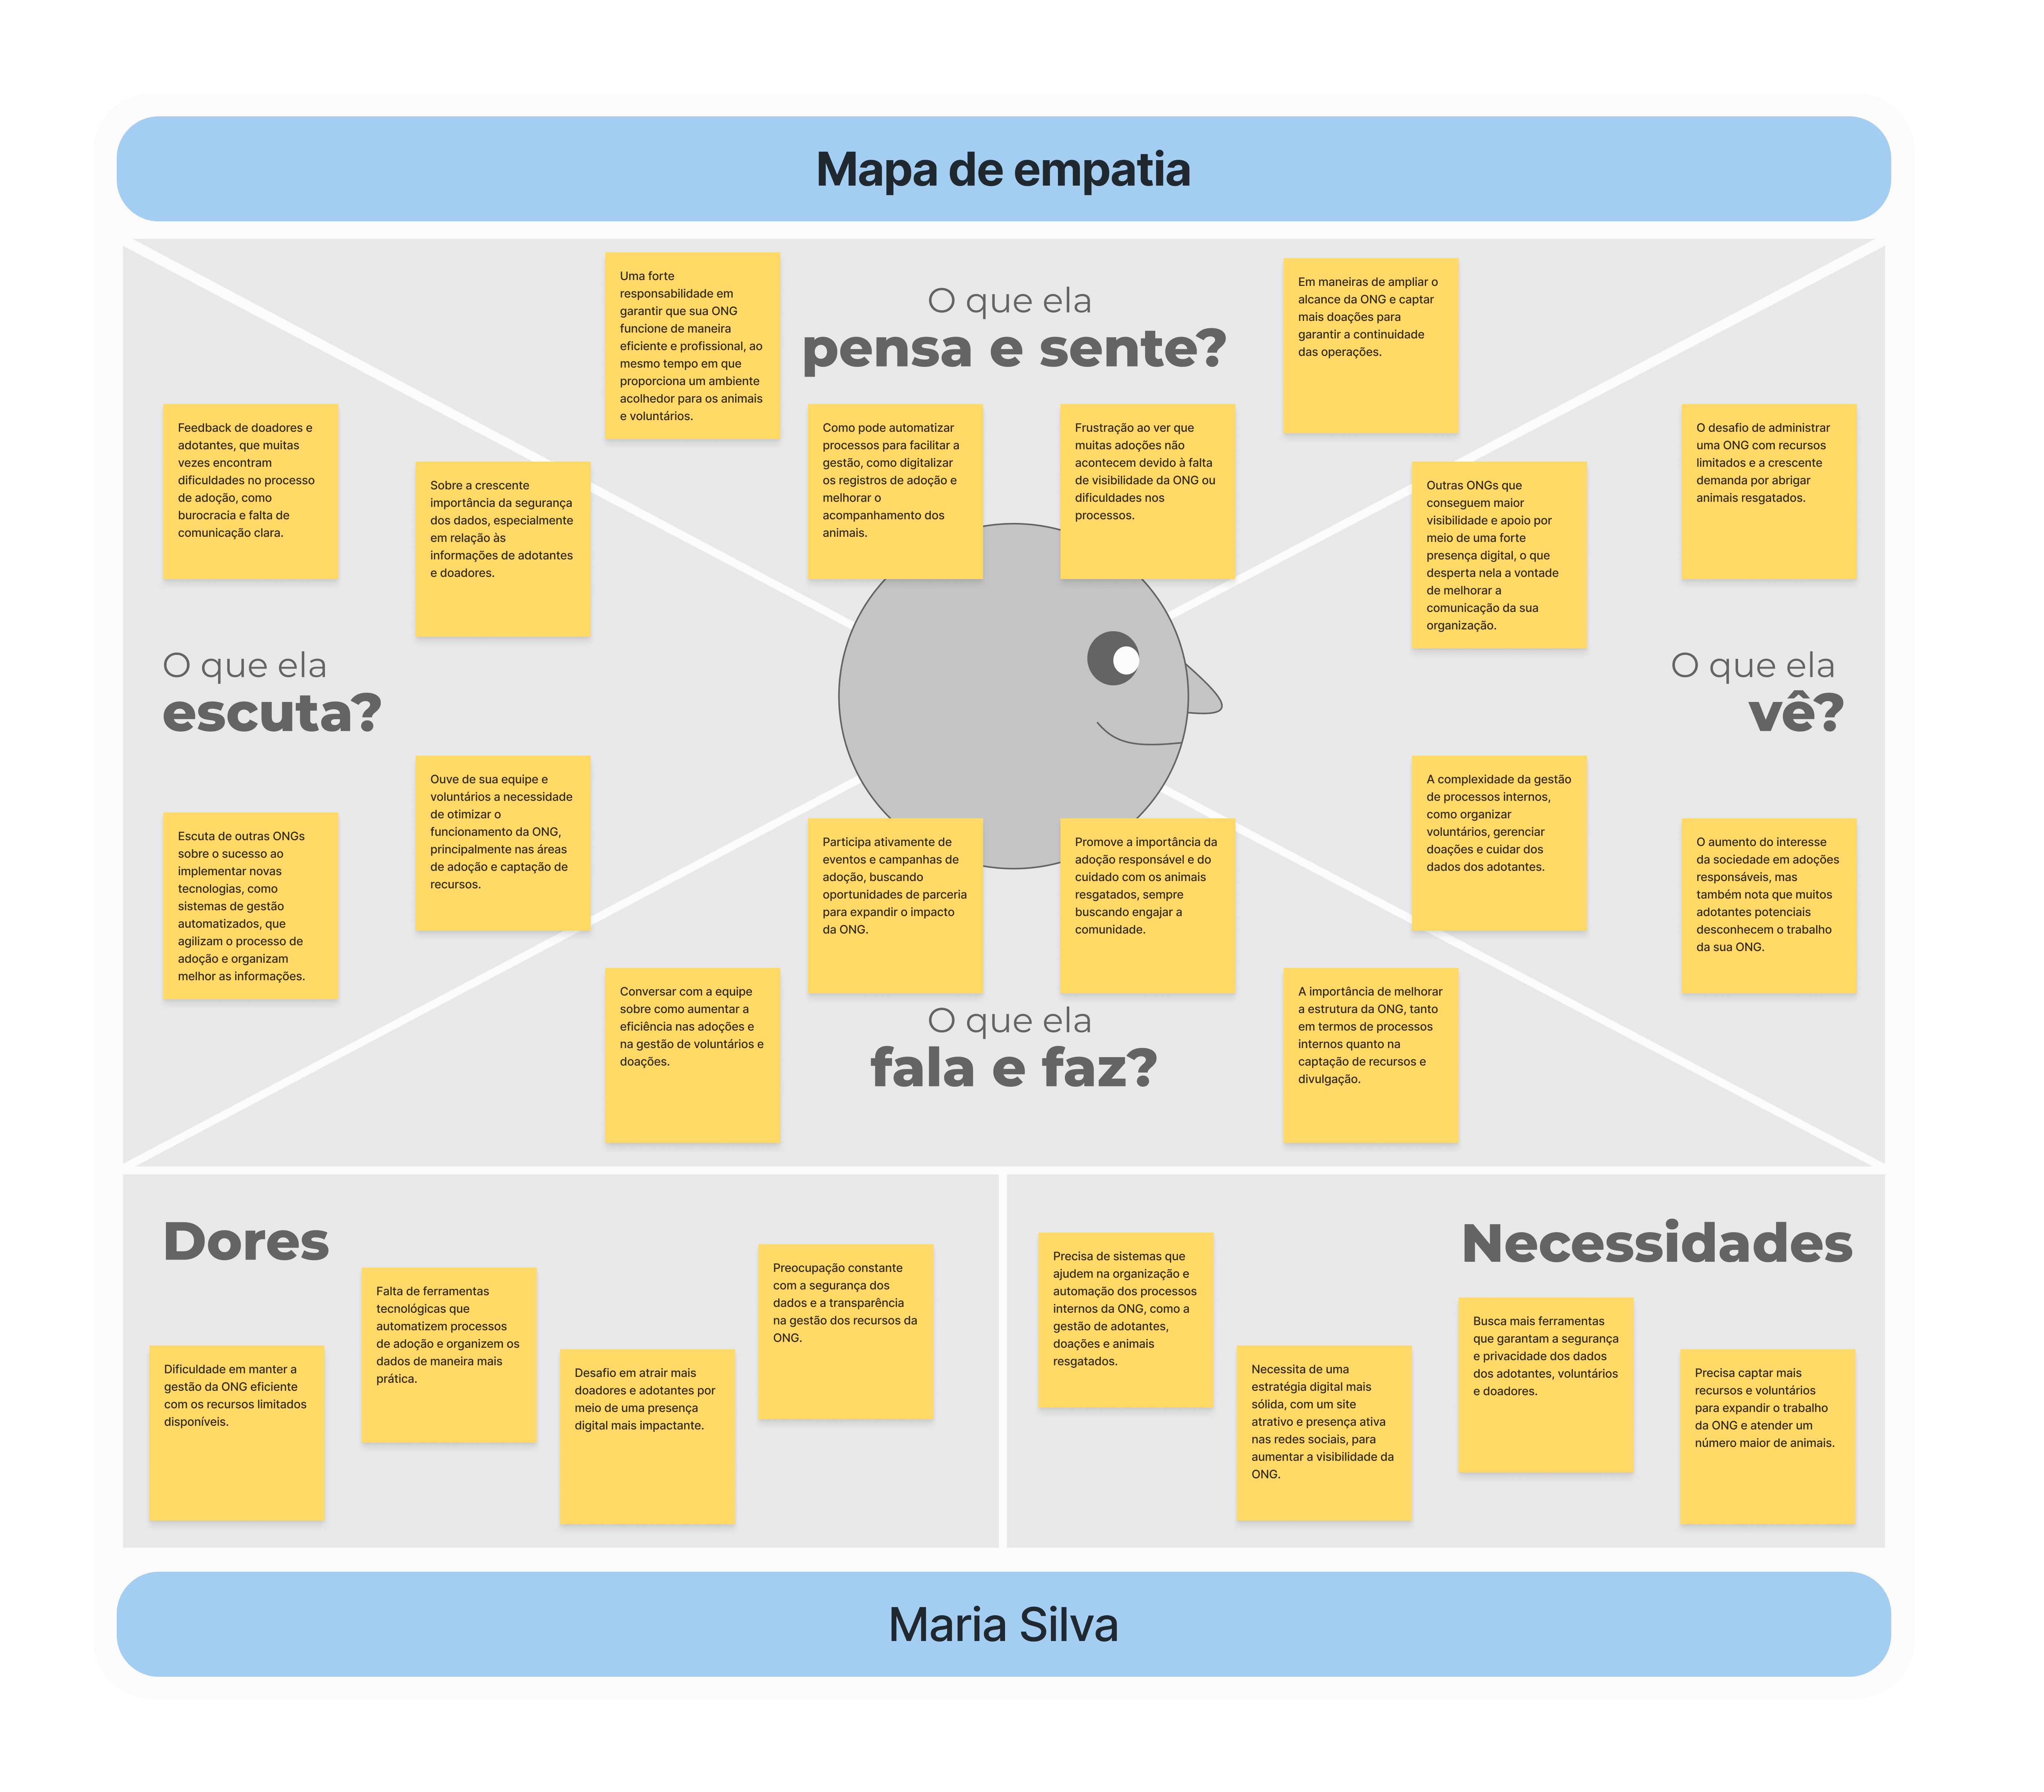 Mapa de empatia
O que ela
pensa e sente?
Uma forte
responsabilidade em
garantir que sua ONG
funcione de maneira
eficiente e profissional, ao
mesmo tempo em que
proporciona um ambiente
acolhedor para os animais
e voluntários.
Como pode automatizar
processos para facilitar a
gestão, como digitalizar
os registros de adoção e
melhorar o
acompanhamento dos
animais.
Frustração ao ver que
muitas adoções não
acontecem devido à falta
de visibilidade da ONG ou
dificuldades nos
processos.
Em maneiras de ampliar o
alcance da ONG e captar
mais doações para
garantir a continuidade
das operações.
O que ela
escuta?
Feedback de doadores e
adotantes, que muitas
vezes encontram
dificuldades no processo
de adoção, como
burocracia e falta de
comunicação clara.
Sobre a crescente
importância da segurança
dos dados, especialmente
em relação às
informações de adotantes
e doadores.
Ouve de sua equipe e
voluntários a necessidade
de otimizar o
funcionamento da ONG,
principalmente nas áreas
de adoção e captação de
recursos.
Escuta de outras ONGs
sobre o sucesso ao
implementar novas
tecnologias, como
sistemas de gestão
automatizados, que
agilizam o processo de
adoção e organizam
melhor as informações.
O que ela
vê?
Outras ONGs que
conseguem maior
visibilidade e apoio por
meio de uma forte
presença digital, o que
desperta nela a vontade
de melhorar a
comunicação da sua
organização.
O desafio de administrar
uma ONG com recursos
limitados e a crescente
demanda por abrigar
animais resgatados.
A complexidade da gestão
de processos internos,
como organizar
voluntários, gerenciar
doações e cuidar dos
dados dos adotantes.
O aumento do interesse
da sociedade em adoções
responsáveis, mas
também nota que muitos
adotantes potenciais
desconhecem o trabalho
da sua ONG.
O que ela
fala e faz?
Participa ativamente de
eventos e campanhas de
adoção, buscando
oportunidades de parceria
para expandir o impacto
da ONG.
Promove a importância da
adoção responsável e do
cuidado com os animais
resgatados, sempre
buscando engajar a
comunidade.
Conversar com a equipe
sobre como aumentar a
eficiência nas adoções e
na gestão de voluntários e
doações.
A importância de melhorar
a estrutura da ONG, tanto
em termos de processos
internos quanto na
captação de recursos e
divulgação.
Dores
Dificuldade em manter a
gestão da ONG eficiente
com os recursos limitados
disponíveis.
Falta de ferramentas
tecnológicas que
automatizem processos
de adoção e organizem os
dados de maneira mais
prática.
Desafio em atrair mais
doadores e adotantes por
meio de uma presença
digital mais impactante.
Preocupação constante
com a segurança dos
dados e a transparência
na gestão dos recursos da
ONG.
Necessidades
Precisa de sistemas que
ajudem na organização e
automação dos processos
internos da ONG, como a
gestão de adotantes,
doações e animais
resgatados.
Necessita de uma
estratégia digital mais
sólida, com um site
atrativo e presença ativa
nas redes sociais, para
aumentar a visibilidade da
ONG.
Busca mais ferramentas
que garantam a segurança
e privacidade dos dados
dos adotantes, voluntários
e doadores.
Precisa captar mais
recursos e voluntários
para expandir o trabalho
da ONG e atender um
número maior de animais.
Maria Silva